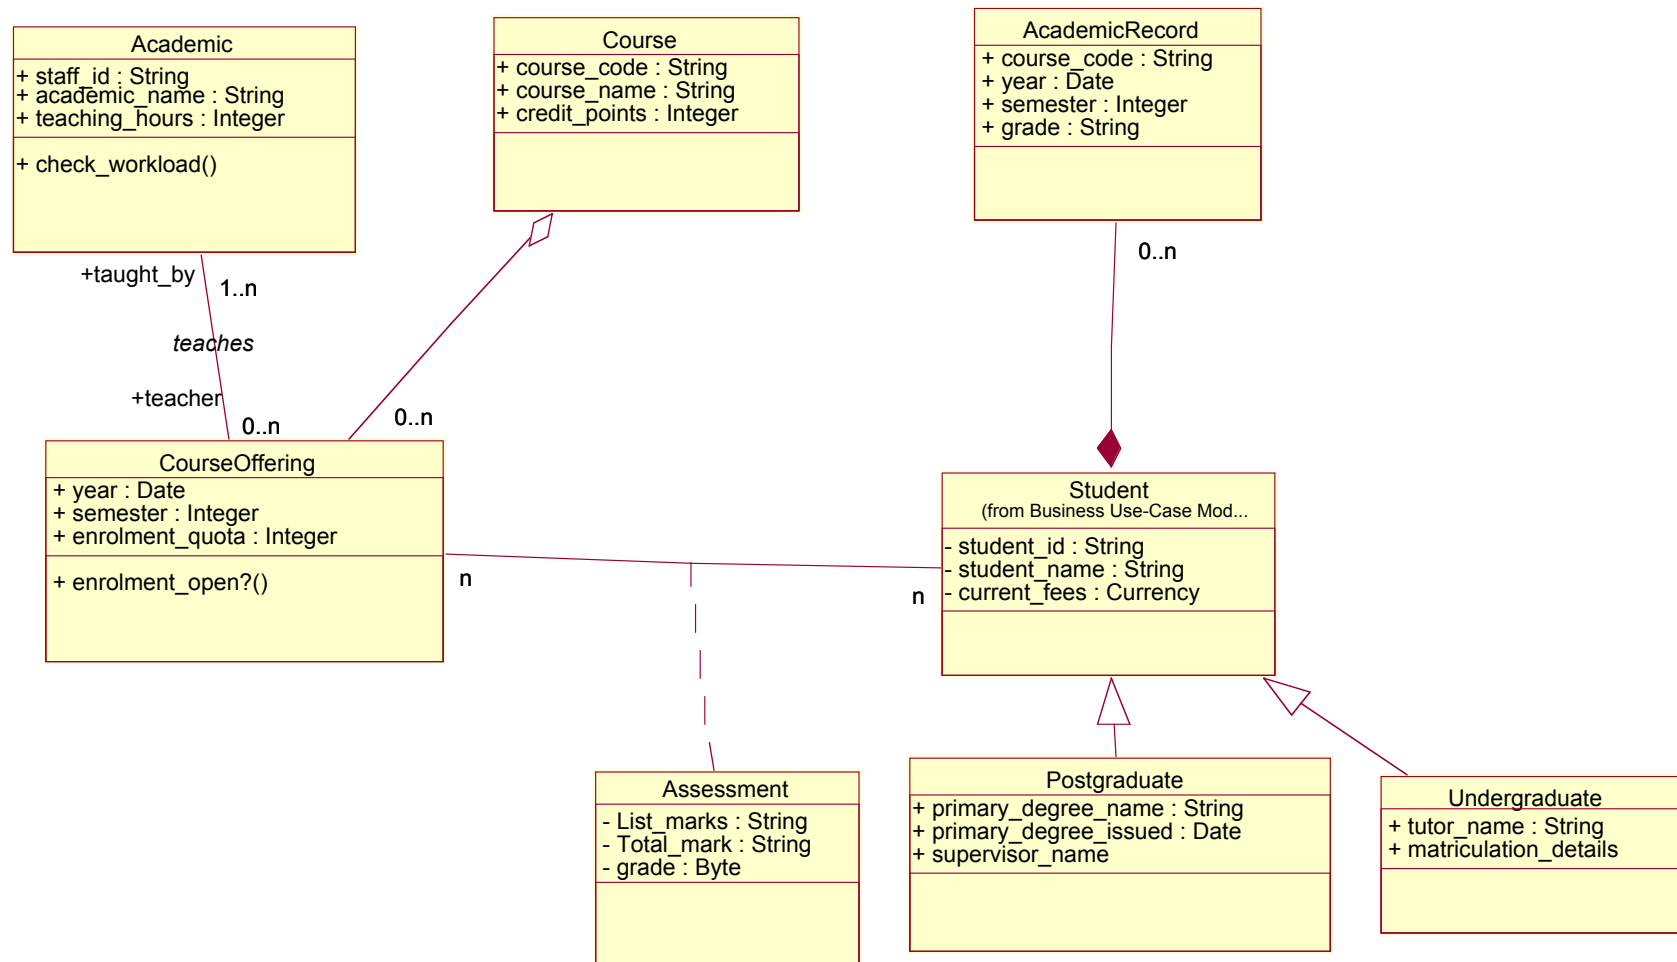 Academic
+ staff_id : String
+ academic_name : String
+ teaching_hours : Integer
+ check_workload()
Course
+ course_code : String
+ course_name : String
+ credit_points : Integer
AcademicRecord
+ course_code : String
+ year : Date
+ semester : Integer
+ grade : String
+taught_by
1..n
teaches
+teacher
0..n
0..n
0..n
CourseOffering
+ year : Date
+ semester : Integer
+ enrolment_quota : Integer
+ enrolment_open?()
n
n
Student
(from Business Use-Case Mod...
- student_id : String
- student_name : String
- current_fees : Currency
Assessment
- List_marks : String
- Total_mark : String
- grade : Byte
Postgraduate
+ primary_degree_name : String
+ primary_degree_issued : Date
+ supervisor_name
Undergraduate
+ tutor_name : String
+ matriculation_details